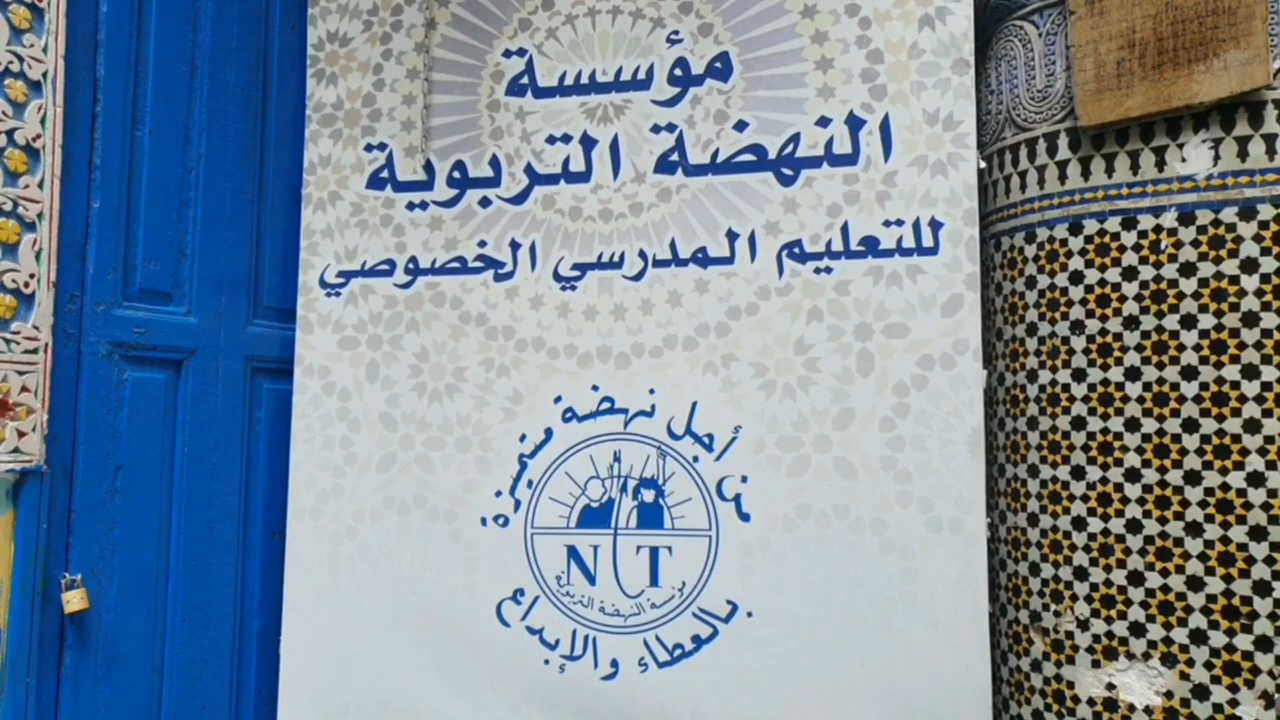 مؤسسة
النهضة التربوية
للتعليم المدرسي الخصوصي
من أجل نهضة متميزة
N T
مؤسسة النهضة التربوية
بالعطاء والإبداع